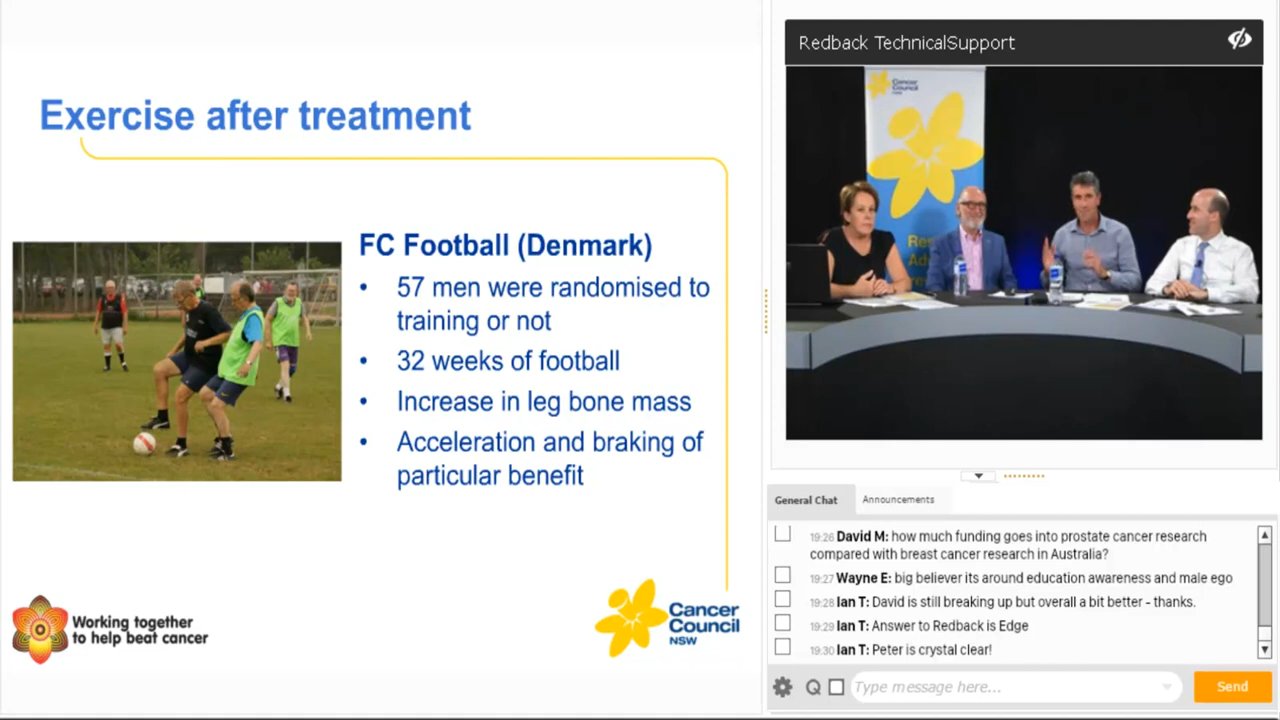 Exercise after treatment
FC Football (Denmark)
• 57 men were randomised to
training or not
• 32 weeks of football
• Increase in leg bone mass
• Acceleration and braking of
particular benefit
Working together
to help beat cancer
Cancer
Council
NSW
Redback TechnicalSupport
Cancer
Council
General Chat
Announcements
19:26 David M: how much funding goes into prostate cancer research
compared with breast cancer research in Australia?
19:27 Wayne E: big believer its around education awareness and male ego
19:28 Ian T: David is still breaking up but overall a bit better - thanks.
19:29 Ian T: Answer to Redback is Edge
19:30 Ian T: Peter is crystal clear!
Q
Type message here...
Send